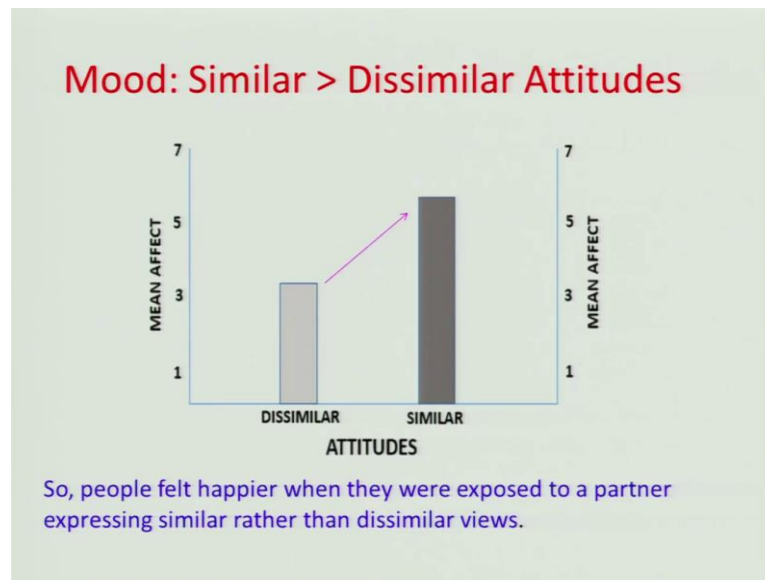 Mood: Similar > Dissimilar Attitudes
7
5
3
1
MEAN AFFECT
7
5
3
1
MEAN AFFECT
DISSIMILAR
SIMILAR
ATTITUDES
So, people felt happier when they were exposed to a partner
expressing similar rather than dissimilar views.